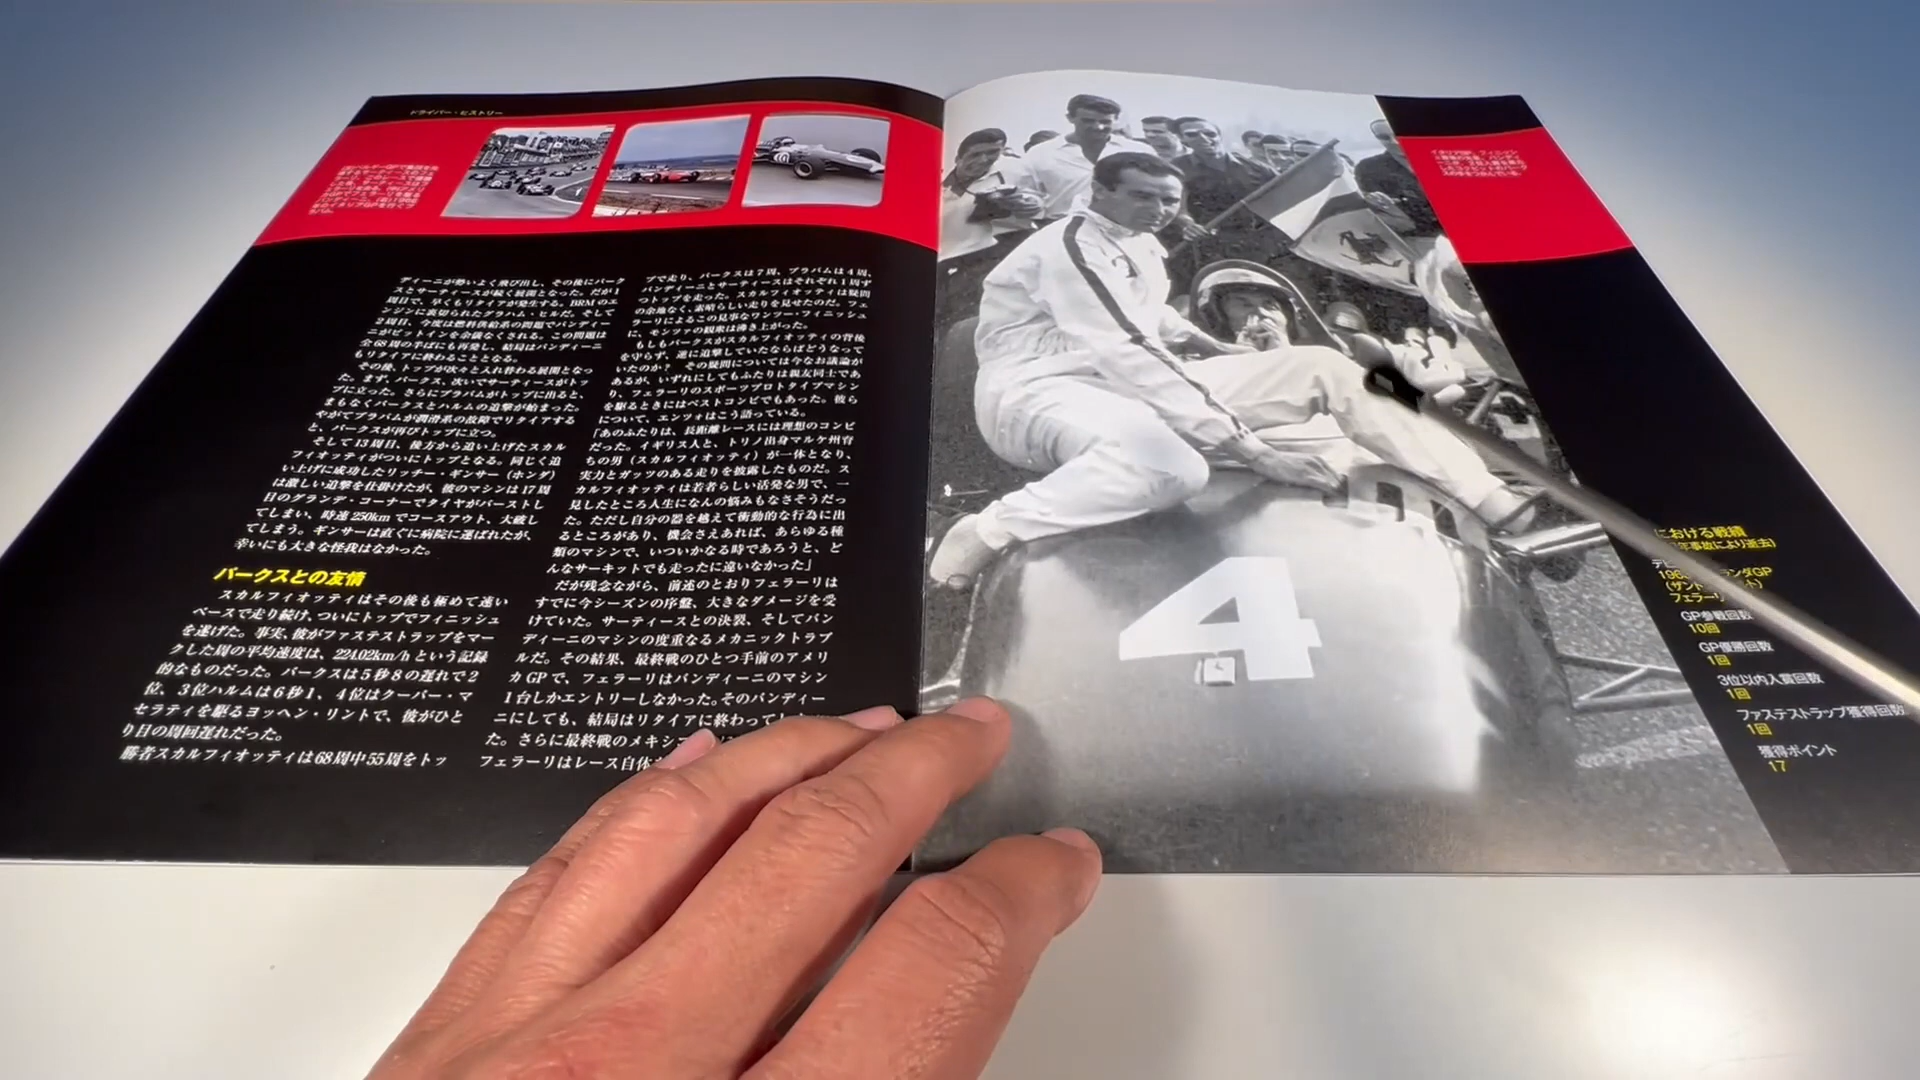 ドライバー・ヒストリー
ディーニが勢いよく飛び出し、その後にパーク
スとサーティースが続く展開となった。だが1
周目で、早くもリタイアが発生する。BRMのエ
ンジンに裏切られたグラハム・ヒルだ。そして
2周目、今度は燃料供給系の問題でバンディー
ニがピットインを余儀なくされる。この問題は
全68周の半ばにも再発し、結局はバンディーニ
もリタイアに終わることとなる。
その後、トップが次々と入れ替わる展開となっ
た。まず、パークス、次いでサーティースがトッ
プに立った。さらにブラバムがトップに出ると、
まもなくパークスとハルムの追撃が始まった。
やがてブラバムが潤滑系の故障でリタイアする
と、パークスが再びトップに立つ。
そして13周目、後方から追い上げたスカル
フィオッティがついにトップとなる。同じく追
い上げに成功したリッチー・ギンサー（ホンダ）
は激しい追撃を仕掛けたが、彼のマシンは17周
目のグランデ・コーナーでタイヤがバーストし
てしまい、時速250kmでコースアウト、大破し
てしまう。ギンサーは直ぐに病院に運ばれたが、
幸いにも大きな怪我はなかった。
パークスとの友情
スカルフィオッティはその後も極めて速い
ペースで走り続け、ついにトップでフィニッシュ
を遂げた。事実、彼がファステストラップをマー
クした周の平均速度は、224.02km/hという記録
的なものだった。パークスは5秒8の遅れで2
位、3位ハルムは6秒1、4位はクーパー・マ
セラティを駆るヨッヘン・リントで、彼がひと
り目の周回遅れだった。
勝者スカルフィオッティは68周中55周をトッ
プで走り、パークスは7周、ブラバムは4周、
バンディーニとサーティースはそれぞれ1周ず
つトップを走った。スカルフィオッティは疑問
の余地なく、素晴らしい走りを見せたのだ。フェ
ラーリによるこの見事なワンツー・フィニッシュ
に、モンツァの観衆は沸き上がった。
もしもパークスがスカルフィオッティの背後
を守らず、逆に追撃していたならばどうなって
いたのか？ その疑問については今なお議論が
あるが、いずれにしてもふたりは親友同士であ
り、フェラーリのスポーツプロトタイプマシン
を駆るときにはベストコンビでもあった。彼ら
について、エンツォはこう語っている。
「あのふたりは、長距離レースには理想のコンビ
だった。イギリス人と、トリノ出身マルケ州育
ちの男（スカルフィオッティ）が一体となり、
実力とガッツのある走りを披露したものだ。ス
カルフィオッティは若者らしい活発な男で、一
見したところ人生になんの悩みもなさそうだっ
た。ただし自分の器を越えて衝動的な行為に出
るところがあり、機会さえあれば、あらゆる種
類のマシンで、いついかなる時であろうと、ど
んなサーキットでも走ったに違いなかった」
だが残念ながら、前述のとおりフェラーリは
すでに今シーズンの序盤、大きなダメージを受
けていた。サーティースとの決裂、そしてバン
ディーニのマシンの度重なるメカニックトラブ
ルだ。その結果、最終戦のひとつ手前のアメリ
カGPで、フェラーリはバンディーニのマシン
1台しかエントリーしなかった。そのバンディー
ニにしても、結局はリタイアに終わって
た。さらに最終戦のメキシ
フェラーリはレース自体
4
における戦績
年事故により逝去)
ンダGP
フェラー
GP参戦回数
10回
GP優勝回数
1回
3位以内入賞回数
1回
ファステストラップ獲得回数
1回
獲得ポイント
17